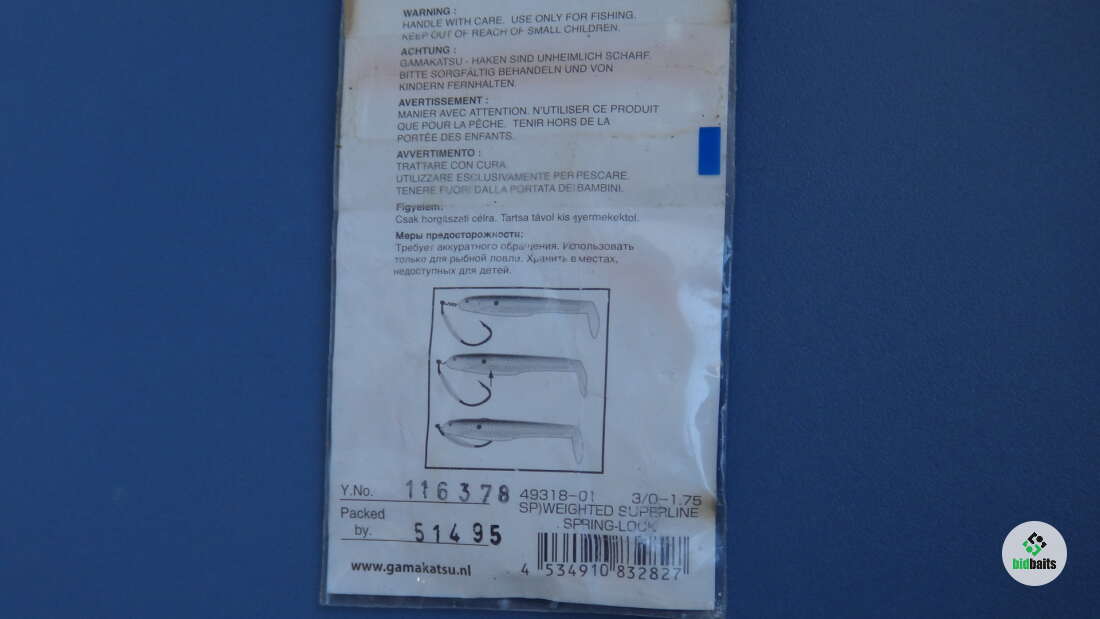 WARNING :
HANDLE WITH CARE. USE ONLY FOR FISHING.
KEEP OUT OF REACH OF SMALL CHILDREN.
ACHTUNG :
GAMAKATSU - HAKEN SIND UNHEIMLICH SCHARF.
BITTE SORGFÄLTIG BEHANDELN UND VON
KINDERN FERNHALTEN.
AVERTISSEMENT :
MANIER AVEC ATTENTION. N'UTILISER CE PRODUIT
QUE POUR LA PÊCHE. TENIR HORS DE LA
PORTÉE DES ENFANTS.
AVVERTIMENTO :
TRATTARE CON CURA.
UTILIZZARE ESCLUSIVAMENTE PER PESCARE.
TENERE FUORI DALLA PORTATA DEI BAMBINI.
Figyelem:
Csak horgitszati célra. Tartsa távol kis gyermekektol.
Меры предосторожности:
Требует аккуратного обращения. Использовать
только для рыбной ловли. Хранить в местах,
недоступных для детей.
Y.No. 116378
Packed
by. 51495
49318-01 3/0-1.75
SP)WEIGHTED SUPERLINE
SPRING-LOCK
4 534910 832827
www.gamakatsu.nl
bidbaits